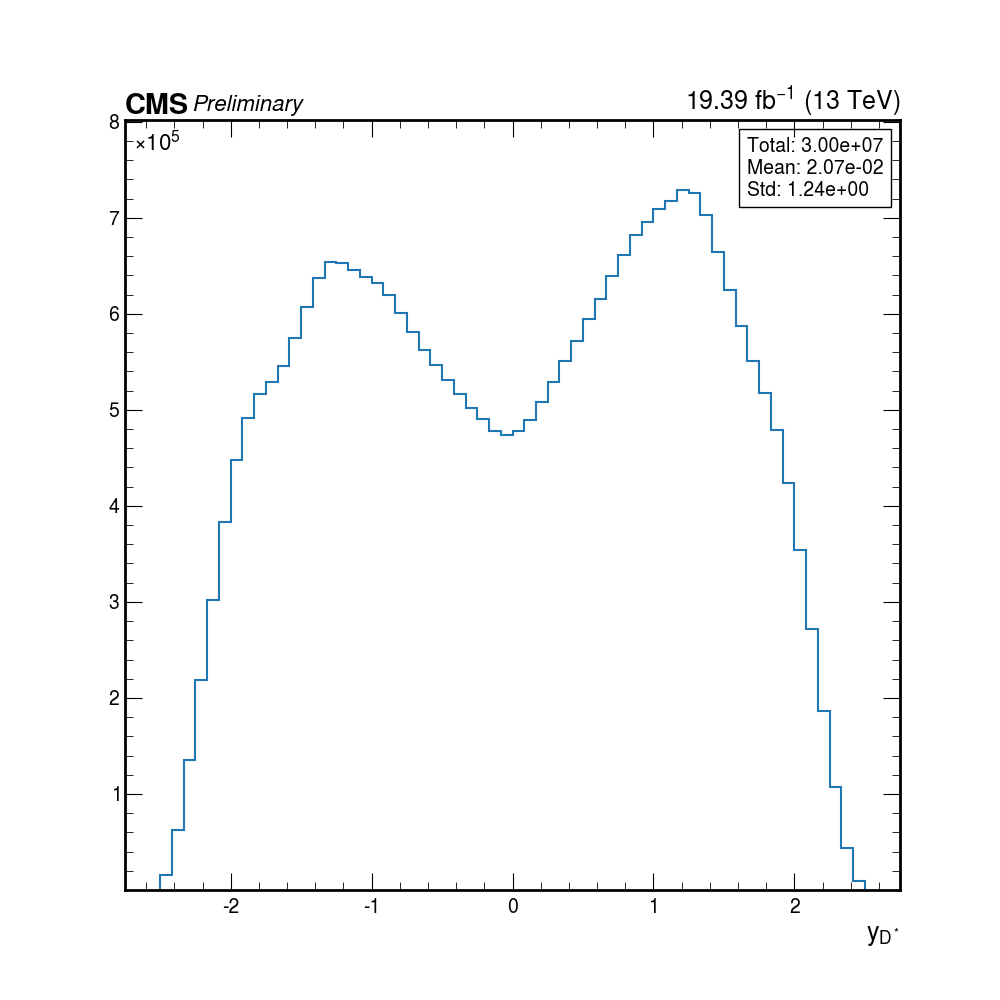 CMS Preliminary 19.39 fb⁻¹ (13 TeV)
×10⁵
Total: 3.00e+07
Mean: 2.07e-02
Std: 1.24e+00
8
7
6
5
4
3
2
1
-2 -1 0 1 2
y_{D*}